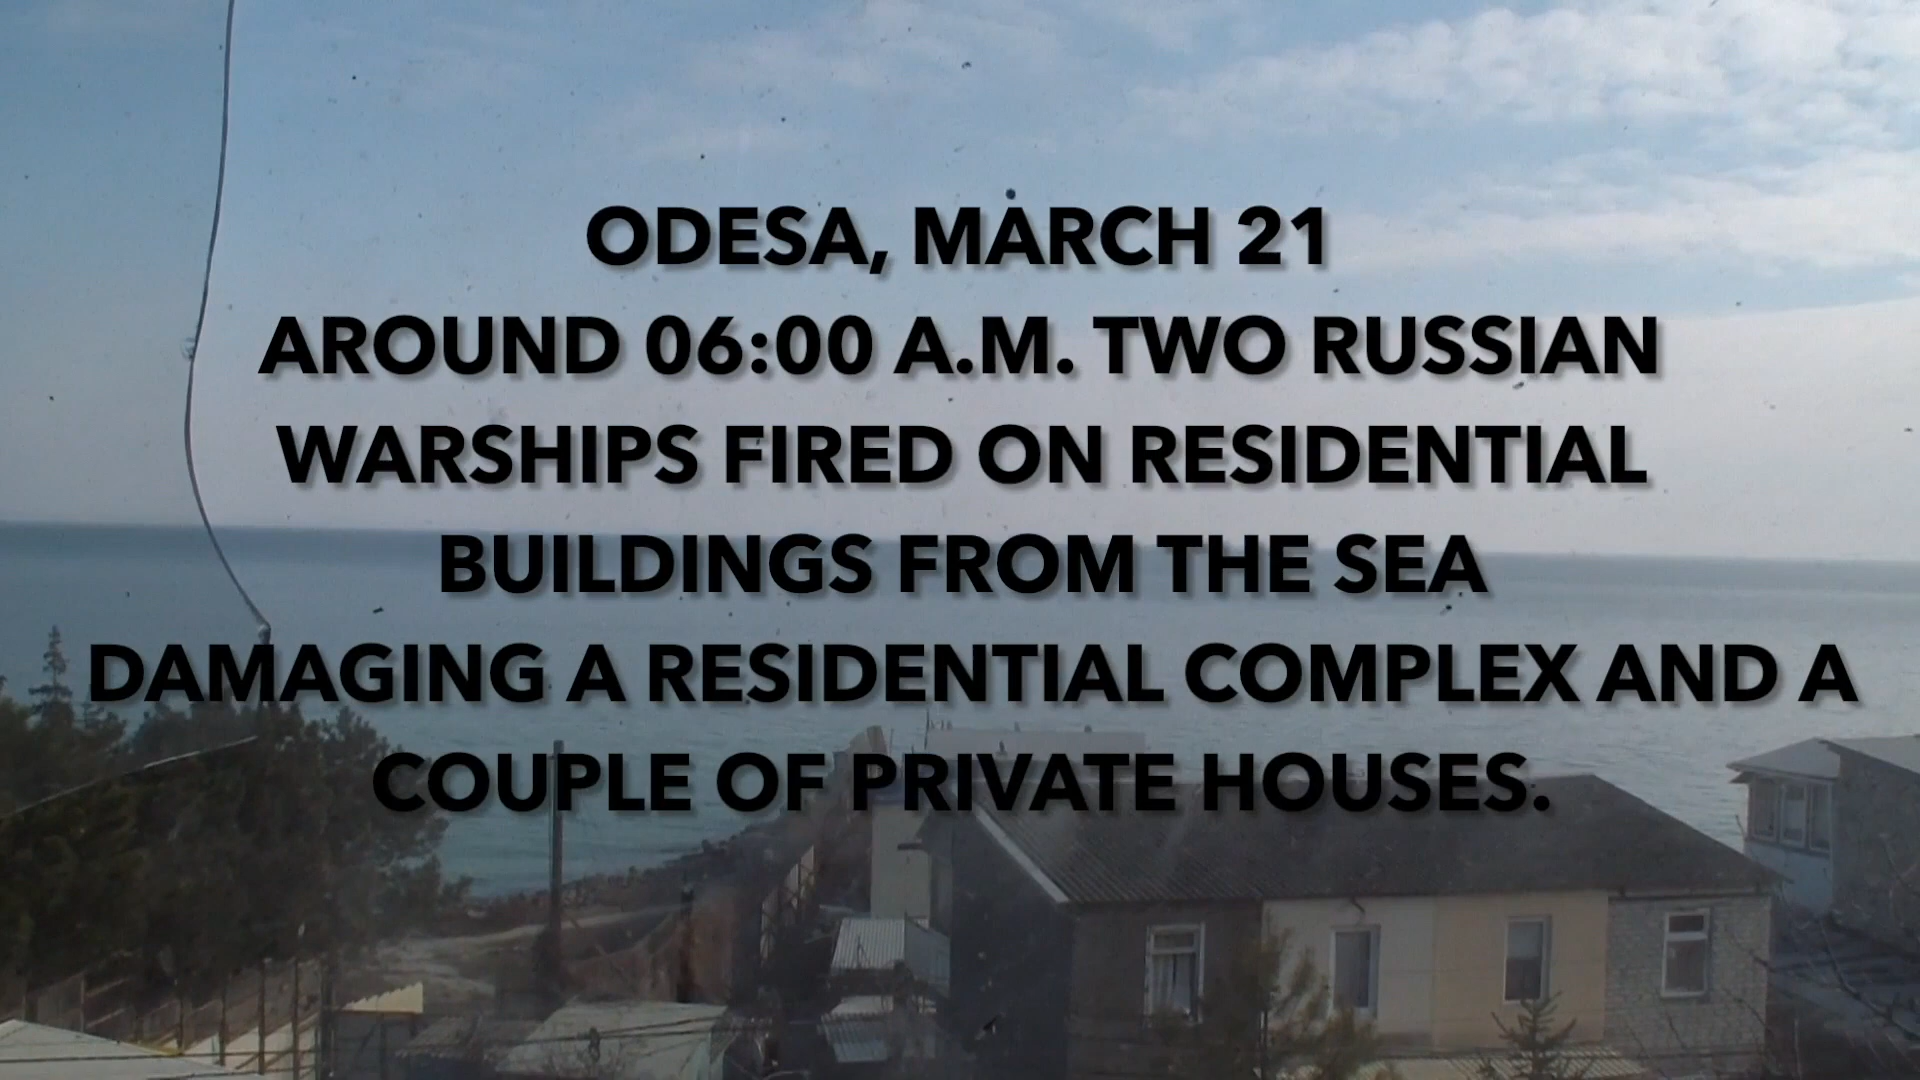 ODESA, MARCH 21
AROUND 06:00 A.M. TWO RUSSIAN
WARSHIPS FIRED ON RESIDENTIAL
BUILDINGS FROM THE SEA
DAMAGING A RESIDENTIAL COMPLEX AND A
COUPLE OF PRIVATE HOUSES.